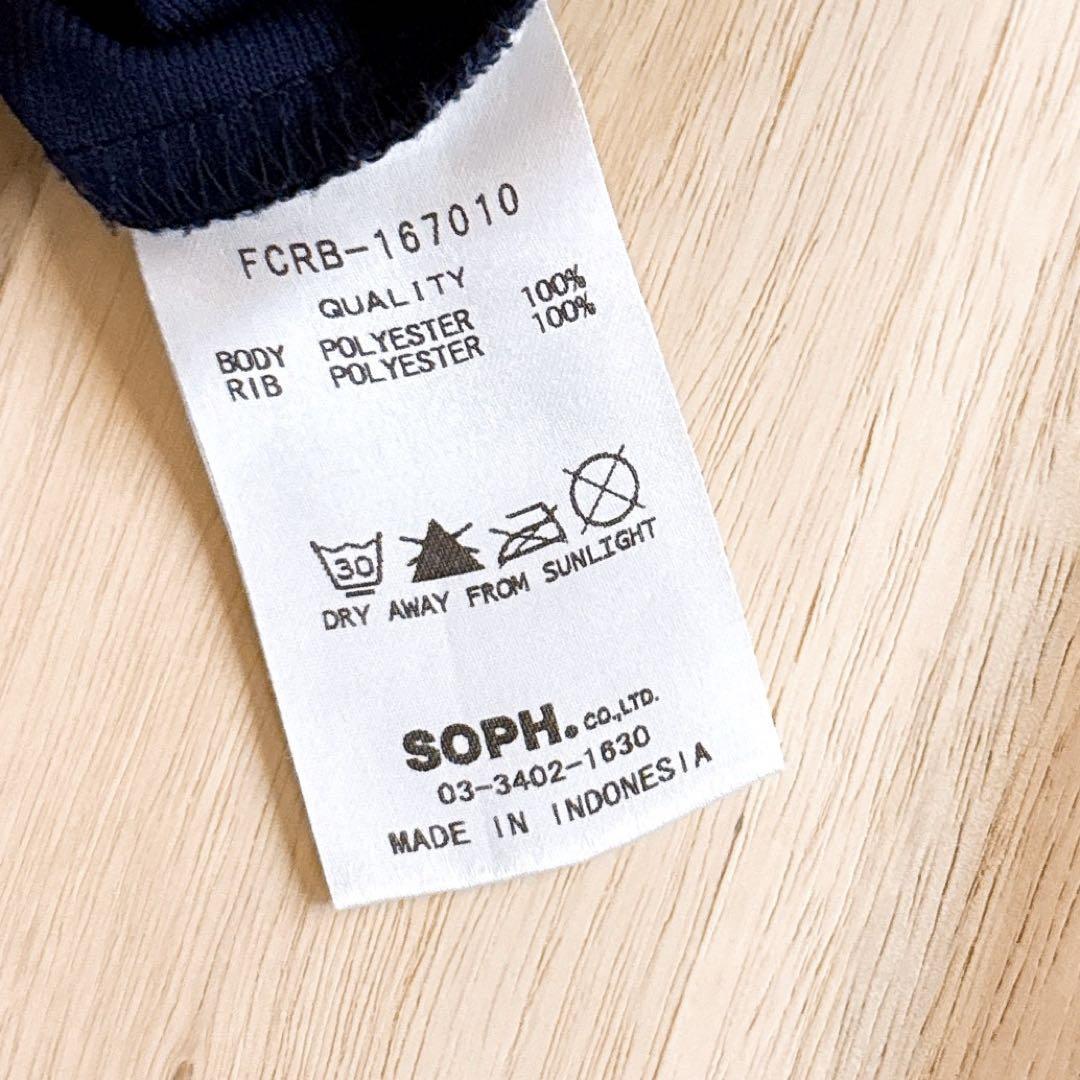 FCRB-167010
QUALITY
BODY POLYESTER 100%
RIB POLYESTER 100%
30
DRY AWAY FROM SUNLIGHT
SOPH. CO.,LTD.
03-3402-1630
MADE IN INDONESIA